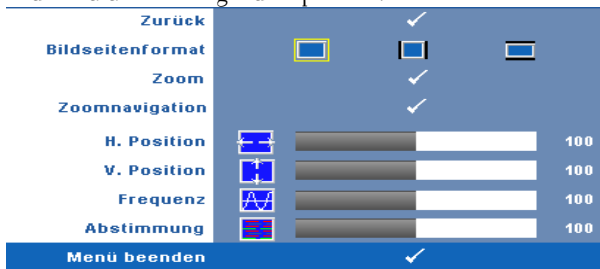 Zurück
Bildseitenformat
Zoom
Zoomnavigation
H. Position 100
V. Position 100
Frequenz 100
Abstimmung 100
Menü beenden